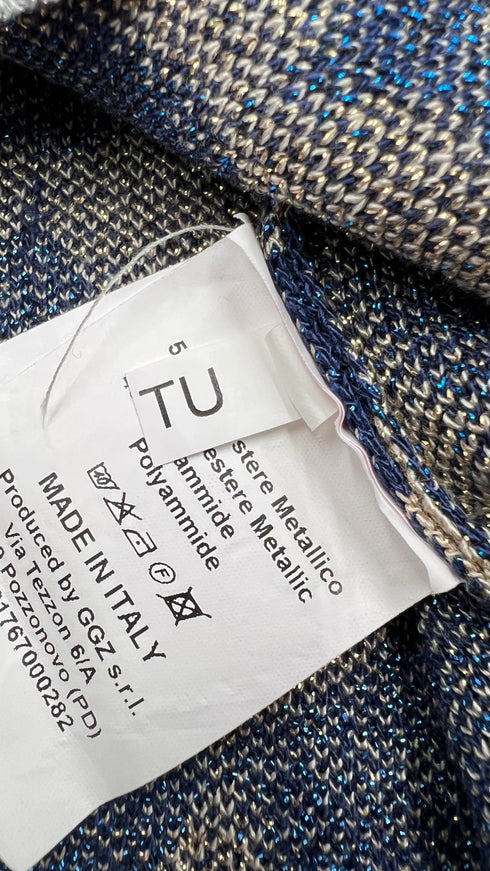 5
TU
stere Metallico
estere Metallic
ammide
Polyammide
MADE IN ITALY
Produced by GGZ s.r.l.
Via Tezzon 6/A
Pozzonovo (PD)
1767000282